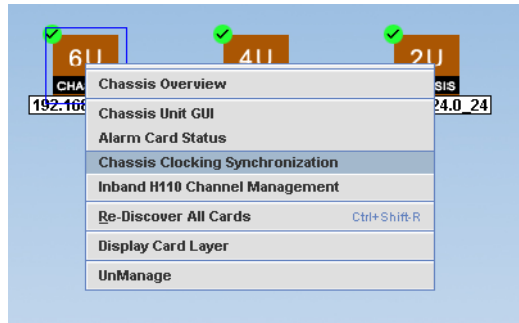 6U 4U 2U
CHA SIS
192.168 24.0_24
Chassis Overview
Chassis Unit GUI
Alarm Card Status
Chassis Clocking Synchronization
Inband H110 Channel Management
Re-Discover All Cards Ctrl+Shift-R
Display Card Layer
UnManage